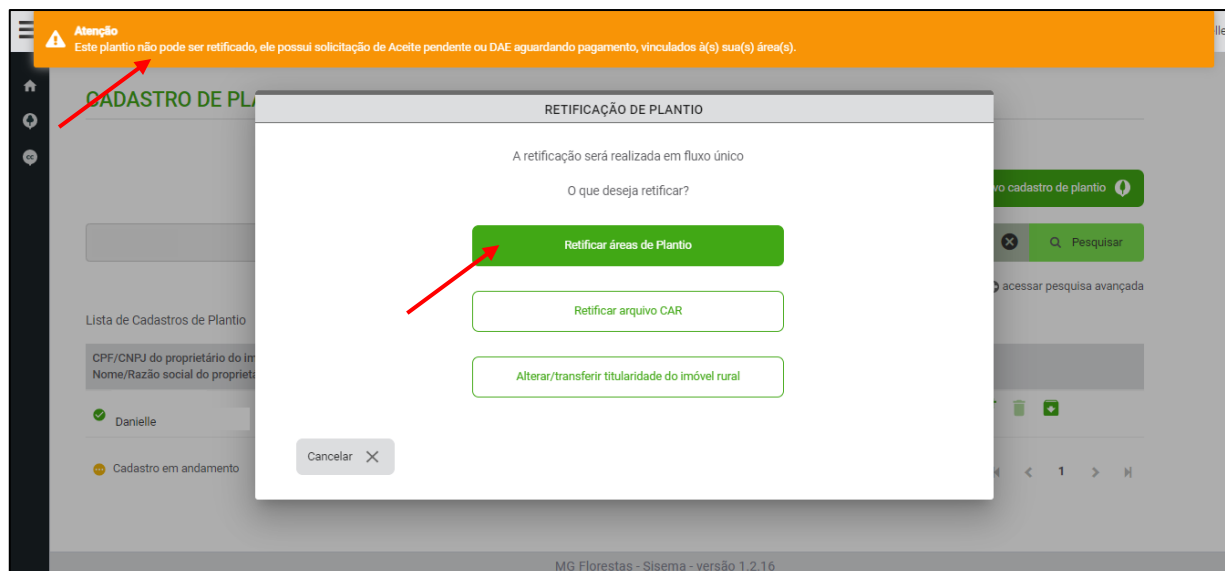 Atenção
Este plantio não pode ser retificado, ele possui solicitação de Aceite pendente ou DAE aguardando pagamento, vinculados à(s) sua(s) área(s).
lle
CADASTRO DE PLA
RETIFICAÇÃO DE PLANTIO
A retificação será realizada em fluxo único
O que deseja retificar?
vo cadastro de plantio
Retificar áreas de Plantio
Pesquisar
acessar pesquisa avançada
Retificar arquivo CAR
Lista de Cadastros de Plantio
CPF/CNPJ do proprietário do im
Nome/Razão social do proprieta
Alterar/transferir titularidade do imóvel rural
Danielle
Cancelar
Cadastro em andamento
1
MG Florestas - Sisema - versão 1.2.16